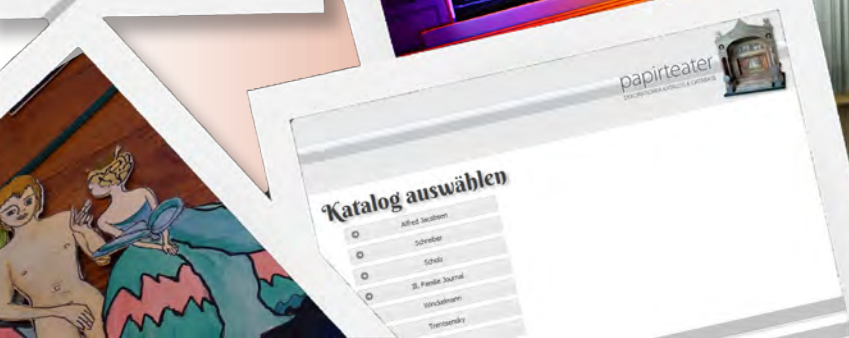 papirteater
Katalog auswählen
Alfred Jacobsen
Schreiber
Scholz
Ill. Familie Journal
Winckelmann
Trentsensky